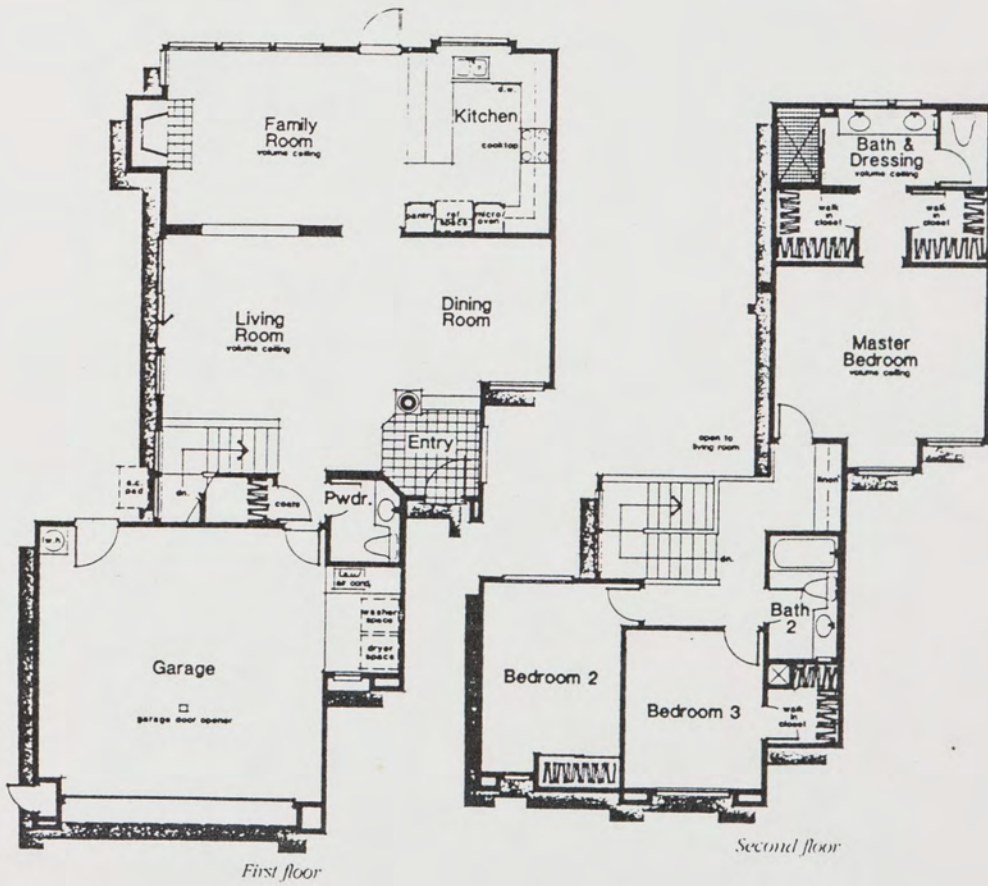 Family
Room
volume ceiling
d.w.
Kitchen
cooktop
pantry
ref
space
micro
oven
Living
Room
volume ceiling
Dining
Room
Entry
a.c.
pad
dn.
coats
Pwdr.
w.h.
air cond.
washer
space
dryer
space
Garage
garage door opener
First floor
Bath &
Dressing
volume ceiling
walk
in
closet
walk
in
closet
Master
Bedroom
volume ceiling
open to
living room
linen
dn.
Bath
2
Bedroom 2
Bedroom 3
walk
in
closet
Second floor